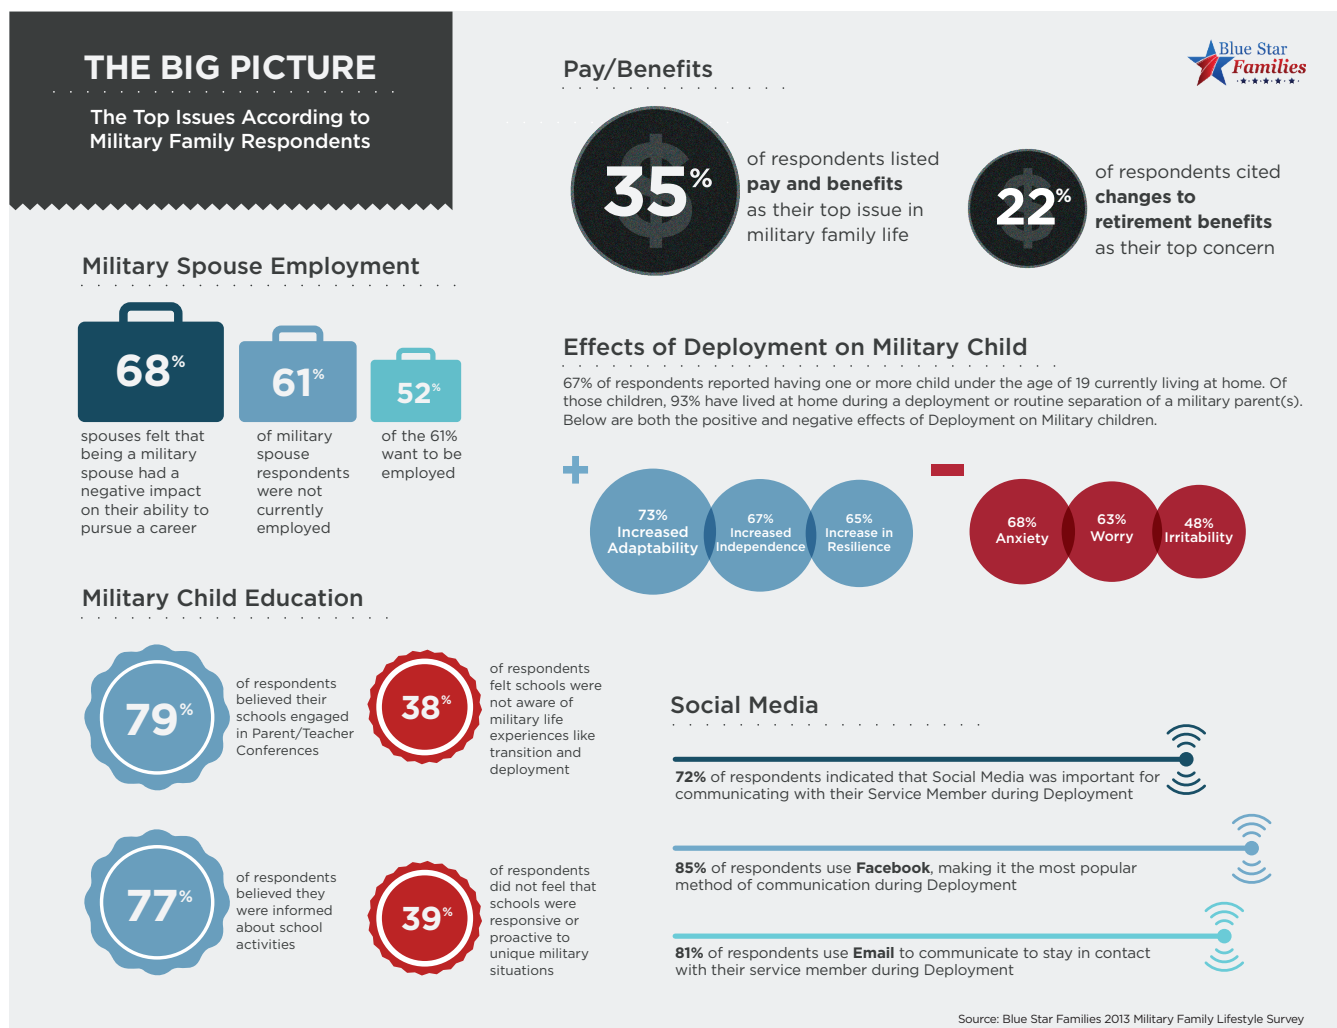 THE BIG PICTURE
The Top Issues According to
Military Family Respondents
Blue Star
Families
Pay/Benefits
35%
of respondents listed
pay and benefits
as their top issue in
military family life
22%
of respondents cited
changes to
retirement benefits
as their top concern
Military Spouse Employment
68%
spouses felt that
being a military
spouse had a
negative impact
on their ability to
pursue a career
61%
of military
spouse
respondents
were not
currently
employed
52%
of the 61%
want to be
employed
Effects of Deployment on Military Child
67% of respondents reported having one or more child under the age of 19 currently living at home. Of
those children, 93% have lived at home during a deployment or routine separation of a military parent(s).
Below are both the positive and negative effects of Deployment on Military children.
+
73%
Increased
Adaptability
67%
Increased
Independence
65%
Increase in
Resilience
68%
Anxiety
63%
Worry
48%
Irritability
Military Child Education
79%
of respondents
believed their
schools engaged
in Parent/Teacher
Conferences
38%
of respondents
felt schools were
not aware of
military life
experiences like
transition and
deployment
77%
of respondents
believed they
were informed
about school
activities
39%
of respondents
did not feel that
schools were
responsive or
proactive to
unique military
situations
Social Media
72% of respondents indicated that Social Media was important for
communicating with their Service Member during Deployment
85% of respondents use Facebook, making it the most popular
method of communication during Deployment
81% of respondents use Email to communicate to stay in contact
with their service member during Deployment
Source: Blue Star Families 2013 Military Family Lifestyle Survey